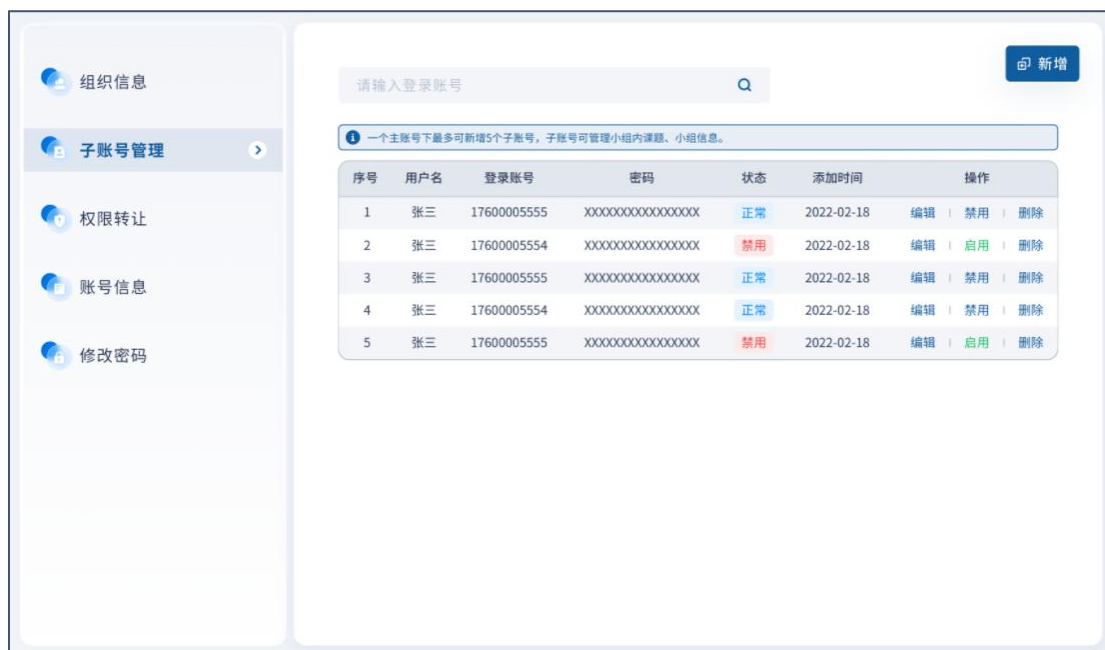 组织信息
子账号管理
权限转让
账号信息
修改密码
新增
请输入登录账号
一个主账号下最多可新增5个子账号，子账号可管理小组内课题、小组信息。
序号 用户名 登录账号 密码 状态 添加时间 操作
1 张三 17600005555 XXXXXXXXXXXXXXXX 正常 2022-02-18 编辑 禁用 删除
2 张三 17600005554 XXXXXXXXXXXXXXXX 禁用 2022-02-18 编辑 启用 删除
3 张三 17600005555 XXXXXXXXXXXXXXXX 正常 2022-02-18 编辑 禁用 删除
4 张三 17600005554 XXXXXXXXXXXXXXXX 正常 2022-02-18 编辑 禁用 删除
5 张三 17600005555 XXXXXXXXXXXXXXXX 禁用 2022-02-18 编辑 启用 删除